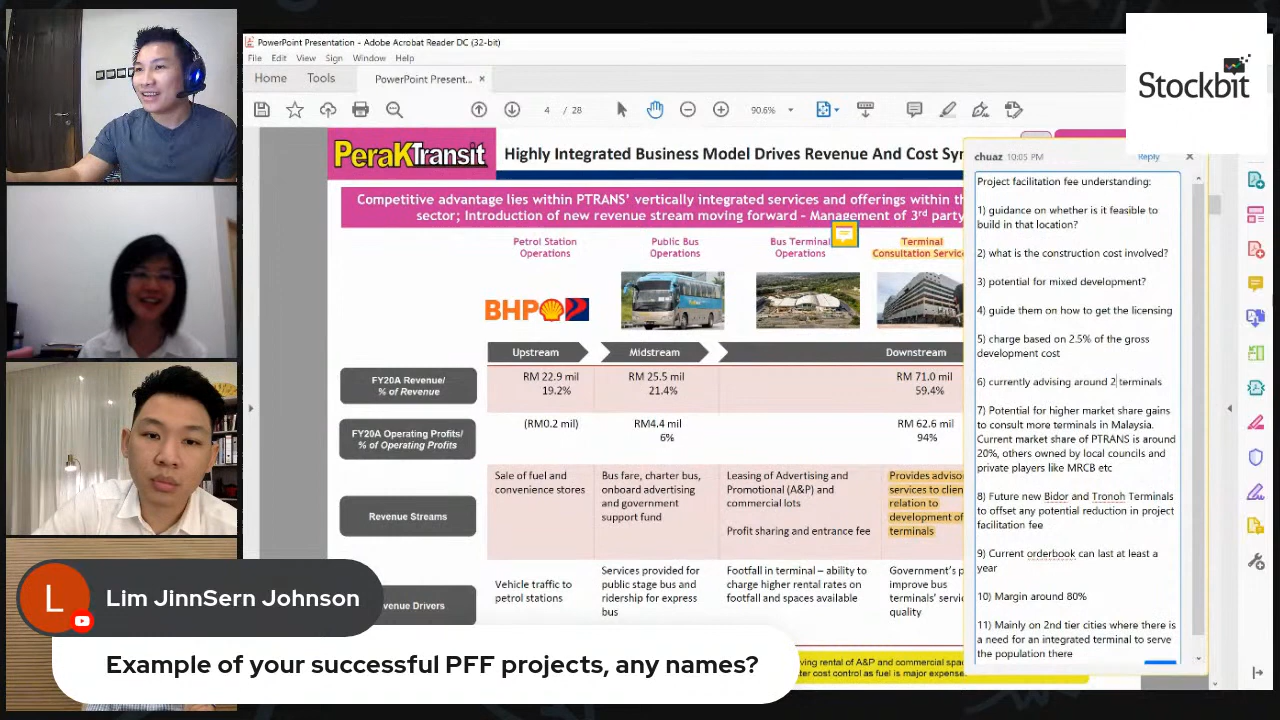 PowerPoint Presentation - Adobe Acrobat Reader DC (32-bit)
File Edit View Sign Window Help
Home Tools PowerPoint Present... ×
4 / 28 90.6%
Stockbit
PeraKTransit
Highly Integrated Business Model Drives Revenue And Cost Syn
Competitive advantage lies within PTRANS' vertically integrated services and offerings within th
sector; Introduction of new revenue stream moving forward - Management of 3rd party
Petrol Station
Operations
Public Bus
Operations
Bus Terminal
Operations
Terminal
Consultation Service
BHP
Upstream
Midstream
Downstream
FY20A Revenue/
% of Revenue
RM 22.9 mil
19.2%
RM 25.5 mil
21.4%
RM 71.0 mil
59.4%
FY20A Operating Profits/
% of Operating Profits
(RM0.2 mil)
RM4.4 mil
6%
RM 62.6 mil
94%
Revenue Streams
Sale of fuel and
convenience stores
Bus fare, charter bus,
onboard advertising
and government
support fund
Leasing of Advertising and
Promotional (A&P) and
commercial lots
Profit sharing and entrance fee
Provides advisor
services to clien
relation to
development of
terminals
venue Drivers
Vehicle traffic to
petrol stations
Services provided for
public stage bus and
ridership for express
bus
Footfall in terminal – ability to
charge higher rental rates on
footfall and spaces available
Government's p
improve bus
terminals' servic
quality
ving rental of A&P and commercial spac
ter cost control as fuel is major expense
chuaz 10:05 PM
Reply
Project facilitation fee understanding:
1) guidance on whether is it feasible to
build in that location?
2) what is the construction cost involved?
3) potential for mixed development?
4) guide them on how to get the licensing
5) charge based on 2.5% of the gross
development cost
6) currently advising around 2 terminals
7) Potential for higher market share gains
to consult more terminals in Malaysia.
Current market share of PTRANS is around
20%, others owned by local councils and
private players like MRCB etc
8) Future new Bidor and Tronoh Terminals
to offset any potential reduction in project
facilitation fee
9) Current orderbook can last at least a
year
10) Margin around 80%
11) Mainly on 2nd tier cities where there is
a need for an integrated terminal to serve
the population there
L
Lim JinnSern Johnson
Example of your successful PFF projects, any names?